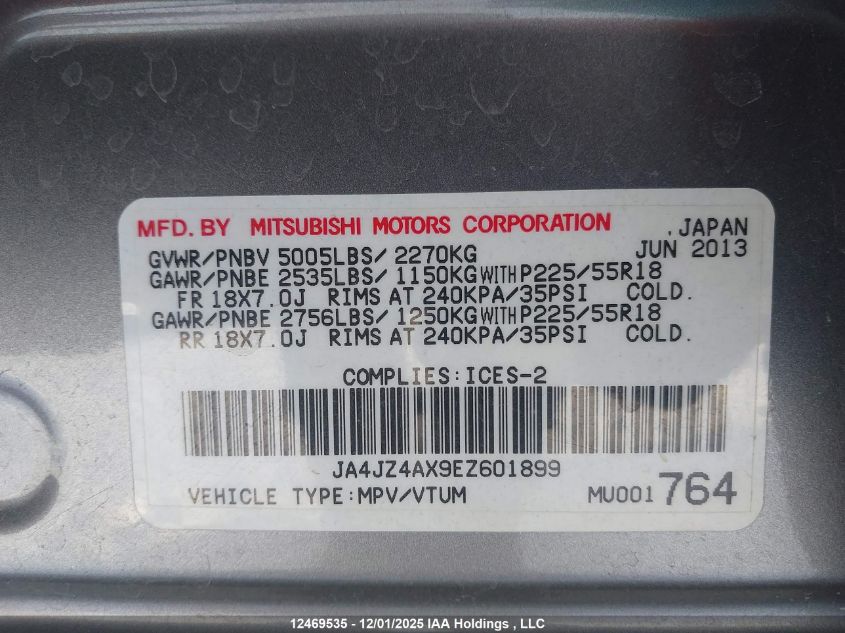 MFD. BY MITSUBISHI MOTORS CORPORATION , JAPAN
GVWR/PNBV 5005LBS/ 2270KG JUN 2013
GAWR/PNBE 2535LBS/ 1150KG WITH P225/55R18
FR 18X7.0J RIMS AT 240KPA/35PSI COLD.
GAWR/PNBE 2756LBS/ 1250KG WITH P225/55R18
RR 18X7.0J RIMS AT 240KPA/35PSI COLD.
COMPLIES:ICES-2
JA4JZ4AX9EZ601899
VEHICLE TYPE:MPV/VTUM MU001764
12469535 - 12/01/2025 IAA Holdings , LLC